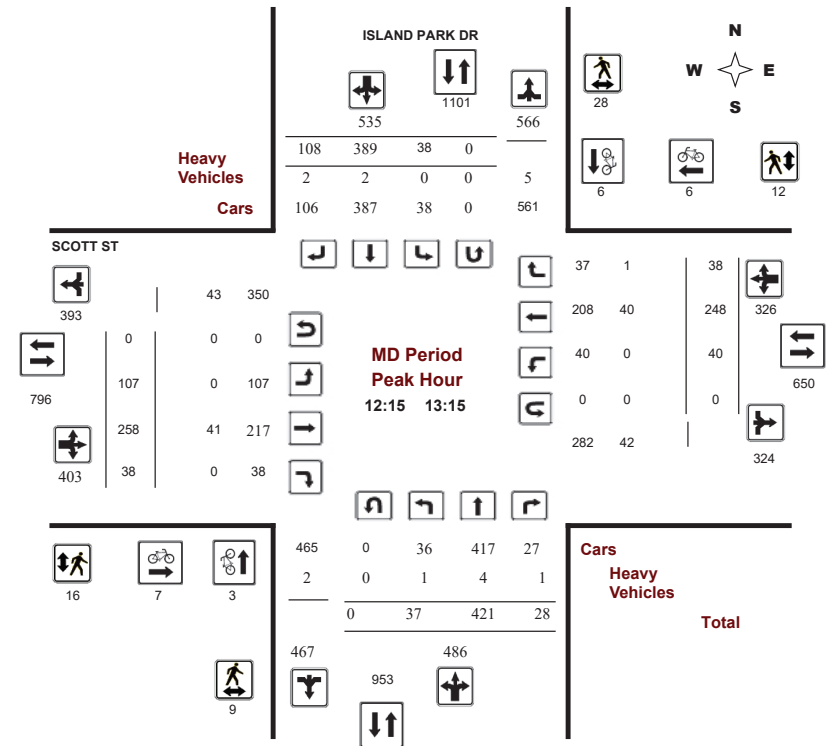 ISLAND PARK DR
N
W E
S
1101
28
535 566
108 389 38 0
Heavy
Vehicles
2 2 0 0 5
6 6 12
Cars
106 387 38 0 561
SCOTT ST
37 1 38
393
43 350
208 40 248 326
0 0 0
MD Period
Peak Hour
40 0 40
796
107 0 107
650
12:15 13:15
0 0 0
258 41 217
282 42
324
403
38 0 38
465 0 36 417 27
Cars
2 0 1 4 1
Heavy
Vehicles
16 7 3
0 37 421 28
Total
467 486
953
9